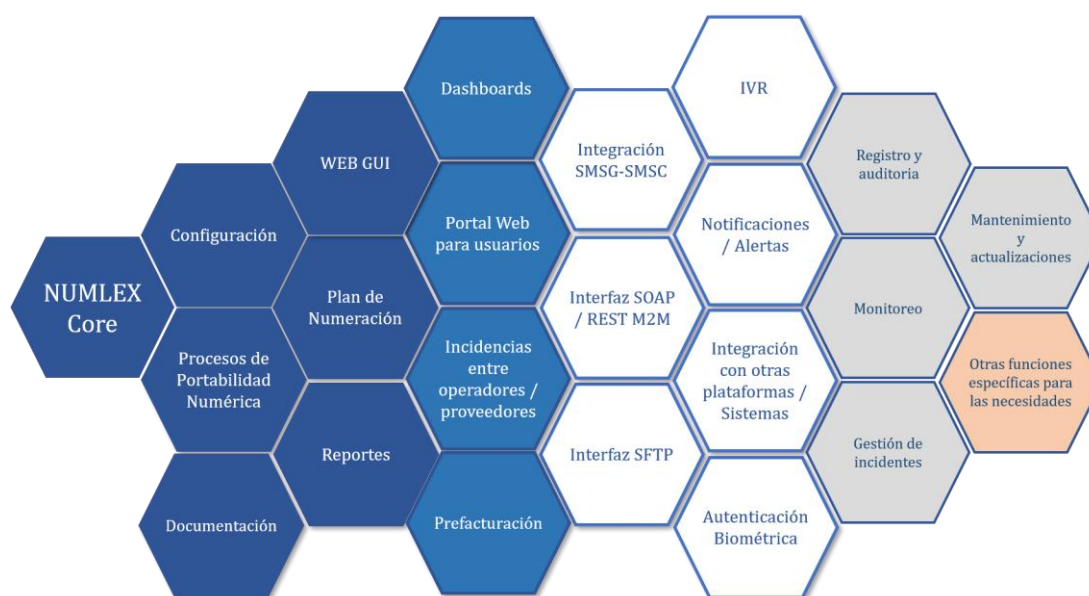 NUMLEX
Core
Configuración
Procesos de
Portabilidad
Numérica
Documentación
WEB GUI
Plan de
Numeración
Reportes
Dashboards
Portal Web
para usuarios
Incidencias
entre
operadores /
proveedores
Prefacturación
Integración
SMSG-SMSC
Interfaz SOAP
/ REST M2M
Interfaz SFTP
IVR
Notificaciones
/ Alertas
Integración
con otras
plataformas /
Sistemas
Autenticación
Biométrica
Registro y
auditoria
Monitoreo
Gestión de
incidentes
Mantenimiento
y
actualizaciones
Otras funciones
específicas para
las necesidades